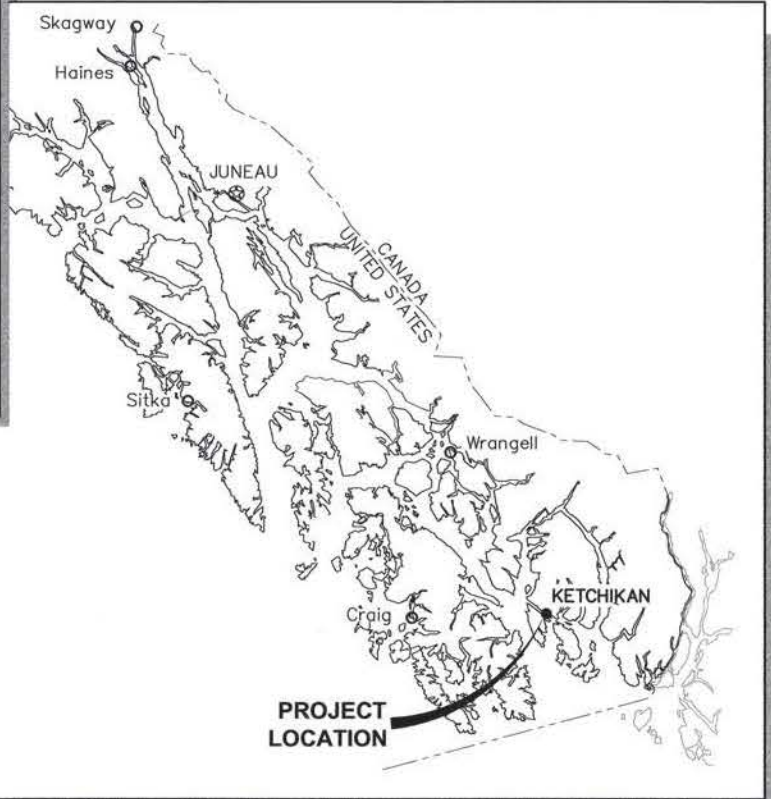 Skagway
Haines
JUNEAU
CANADA
UNITED STATES
Sitka
Wrangell
KETCHIKAN
Craig
PROJECT
LOCATION